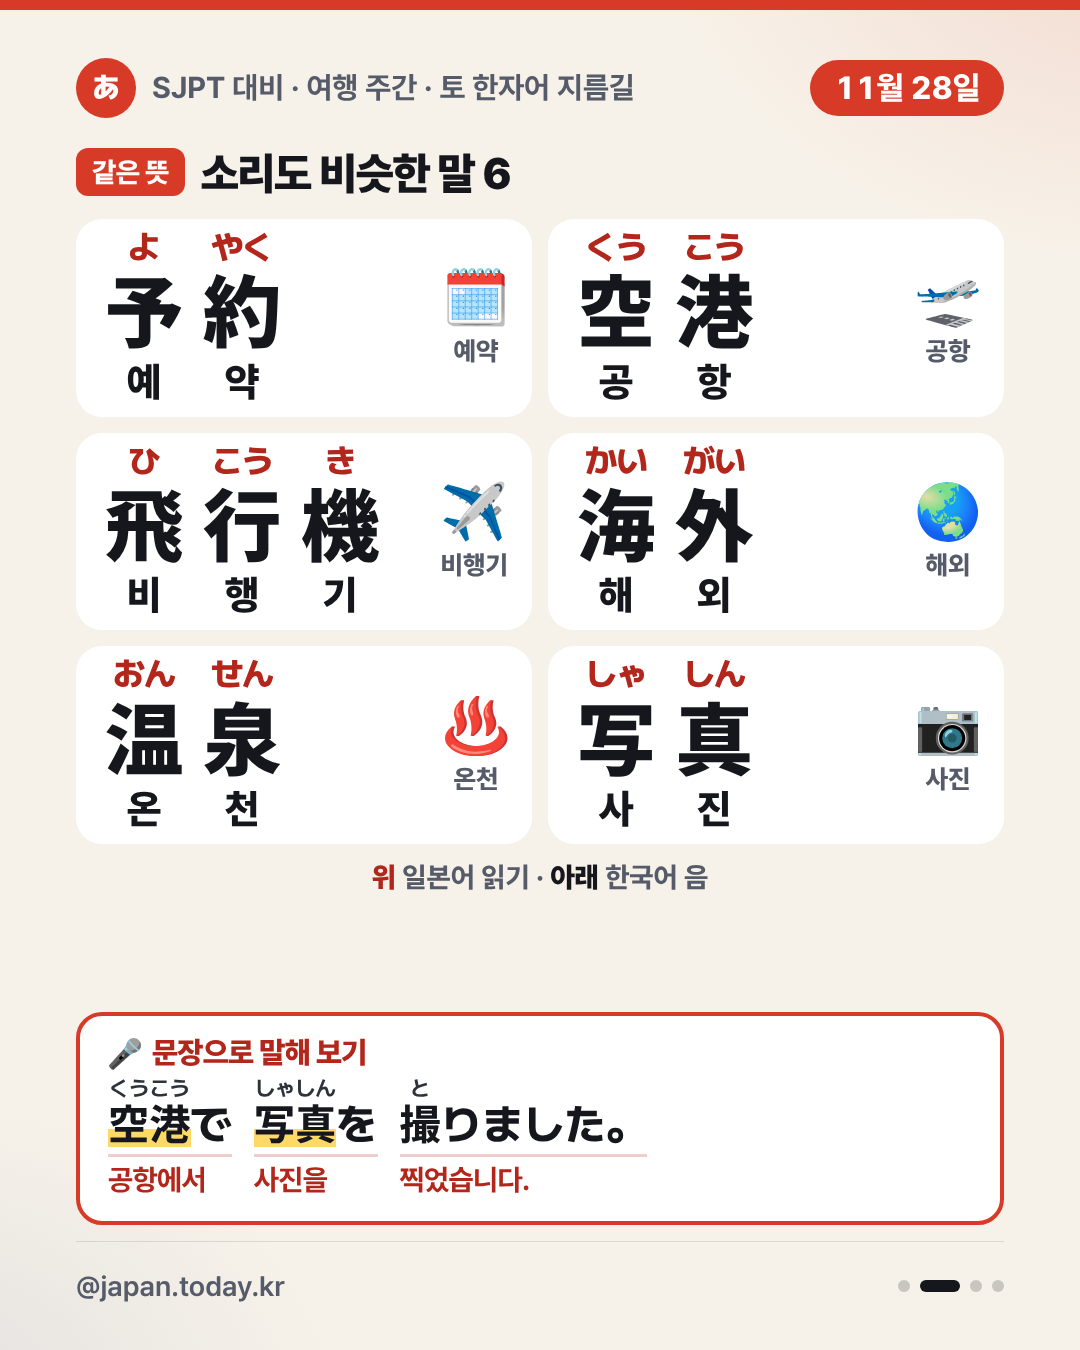 あ SJPT 대비 · 여행 주간 · 토 한자어 지름길
11월 28일
같은 뜻 소리도 비슷한 말 6
よ やく
予 約
예 약
예약
くう こう
空 港
공 항
공항
ひ こう き
飛 行 機
비 행 기
비행기
かい がい
海 外
해 외
해외
おん せん
温 泉
온 천
온천
しゃ しん
写 真
사 진
사진
위 일본어 읽기 · 아래 한국어 음
문장으로 말해 보기
くうこう しゃしん と
空港で 写真を 撮りました。
공항에서 사진을 찍었습니다.
@japan.today.kr